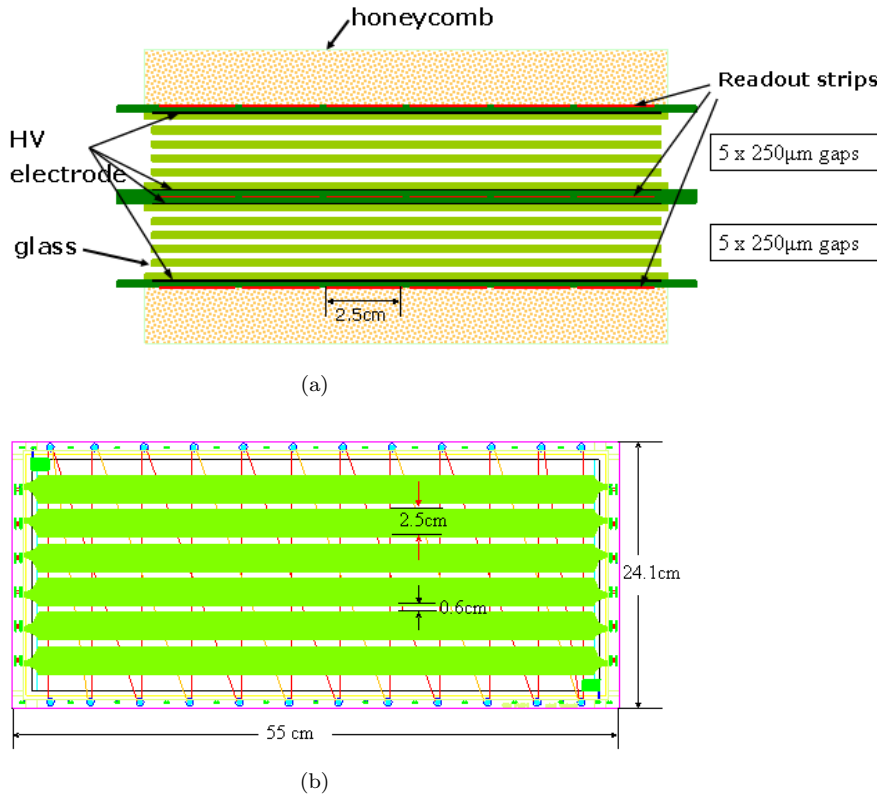 honeycomb
Readout strips
HV
electrode
5 x 250μm gaps
glass
5 x 250μm gaps
2.5cm
(a)
2.5cm
24.1cm
0.6cm
55 cm
(b)